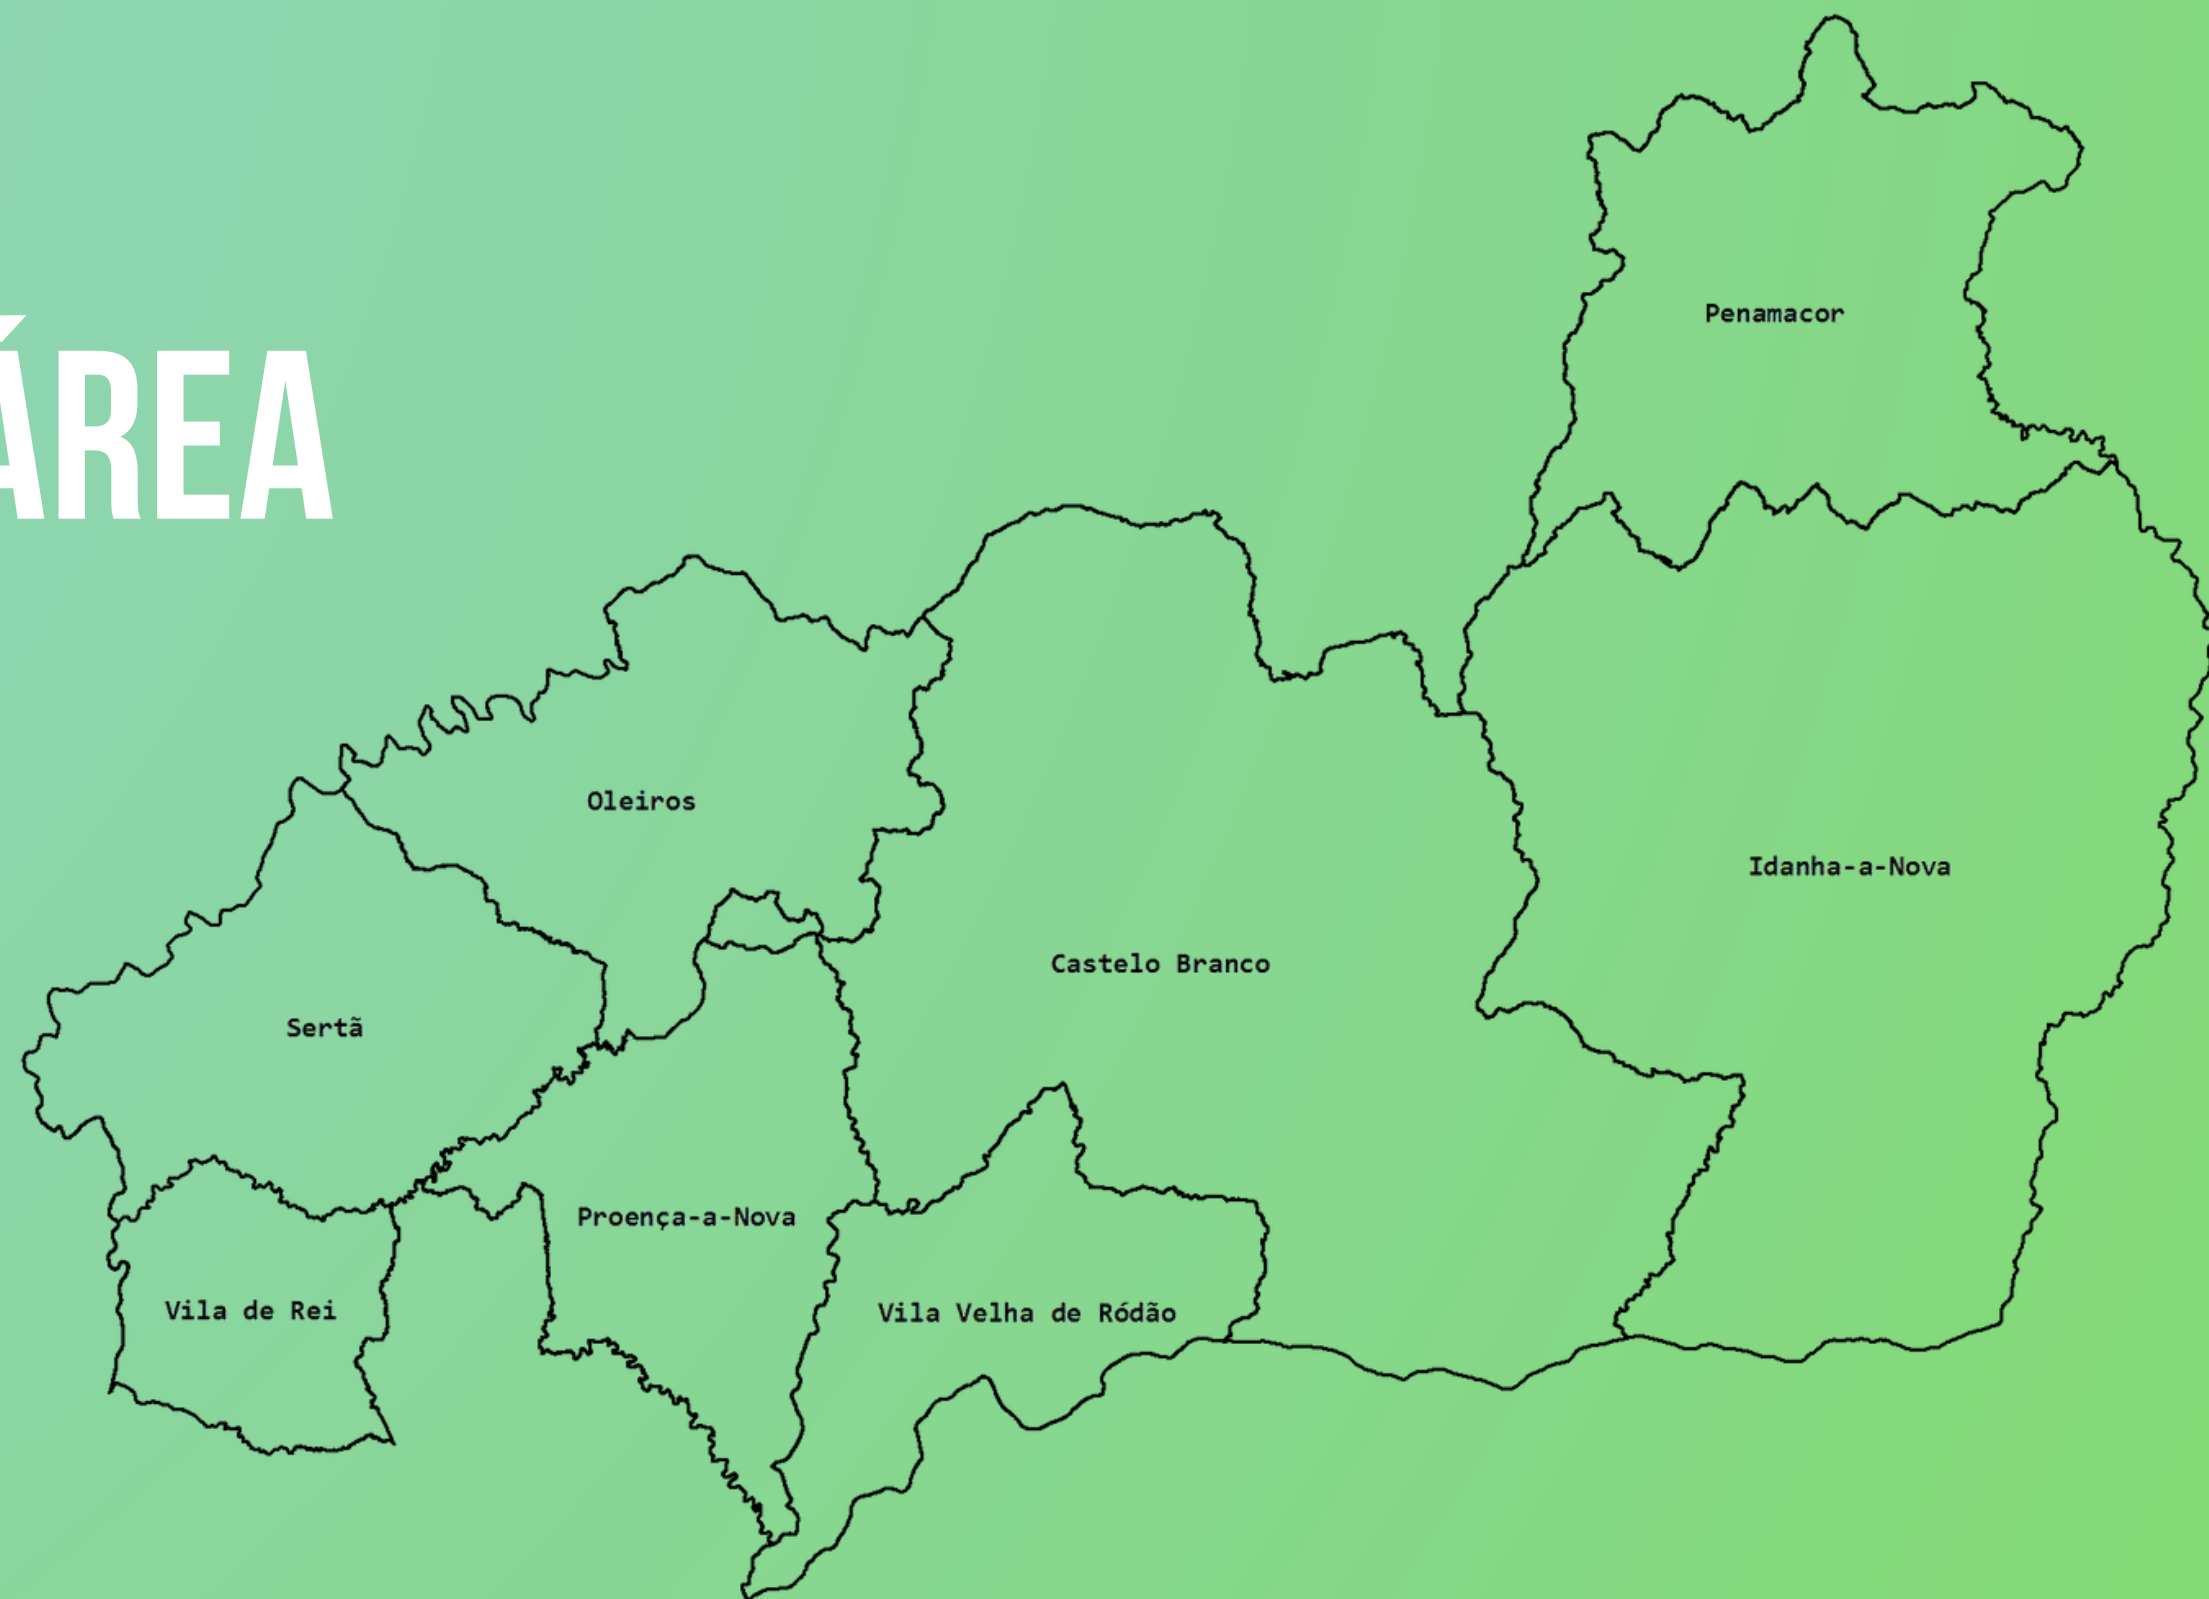 Penamacor
ÁREA
Oleiros
Idanha-a-Nova
Castelo Branco
Sertã
Proença-a-Nova
Vila de Rei
Vila Velha de Ródão